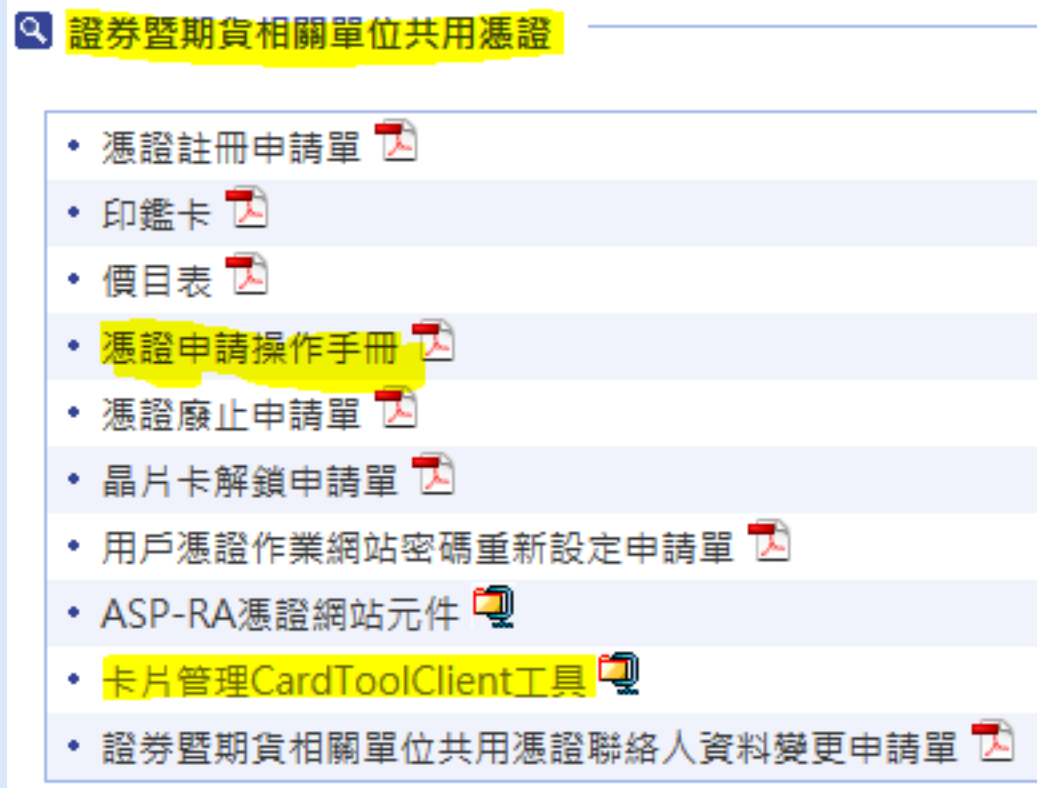 證券暨期貨相關單位共用憑證
憑證註冊申請單
印鑑卡
價目表
憑證申請操作手冊
憑證廢止申請單
晶片卡解鎖申請單
用戶憑證作業網站密碼重新設定申請單
ASP-RA憑證網站元件
卡片管理CardToolClient工具
證券暨期貨相關單位共用憑證聯絡人資料變更申請單